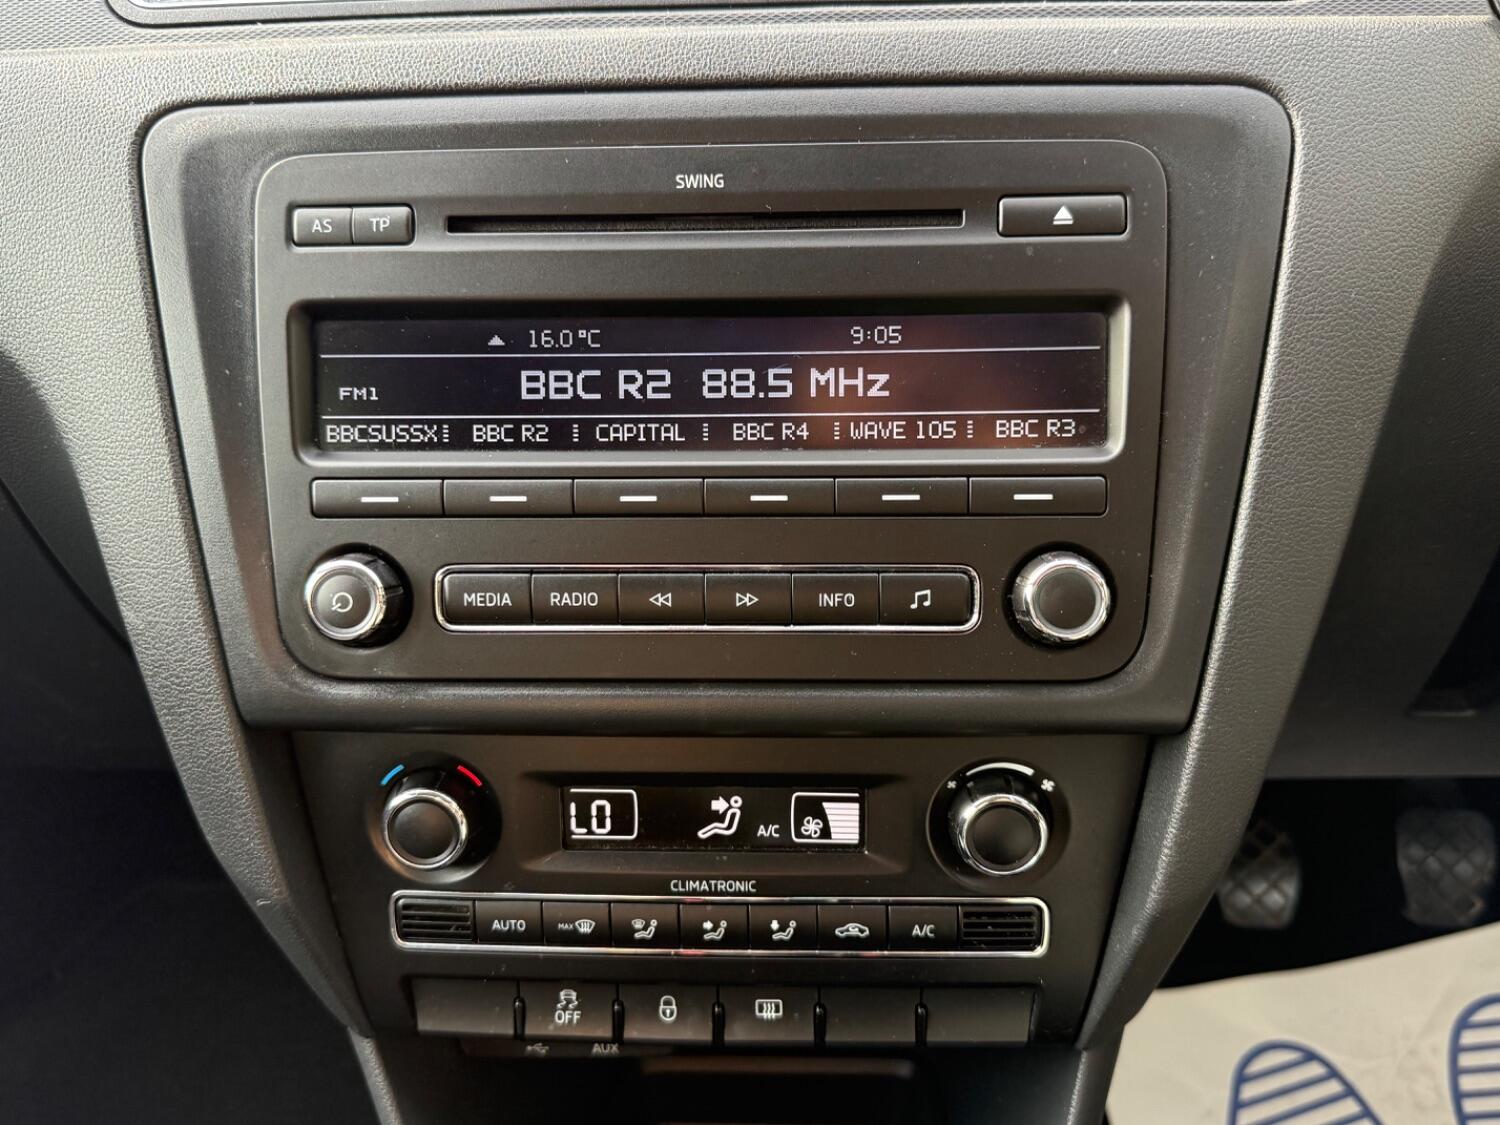 SWING
AS TP
16.0°C 9:05
FM1 BBC R2 88.5 MHz
BBCSUSSX BBC R2 CAPITAL BBC R4 WAVE 105 BBC R3
MEDIA RADIO INFO
LO A/C
CLIMATRONIC
AUTO MAX A/C
OFF
AUX